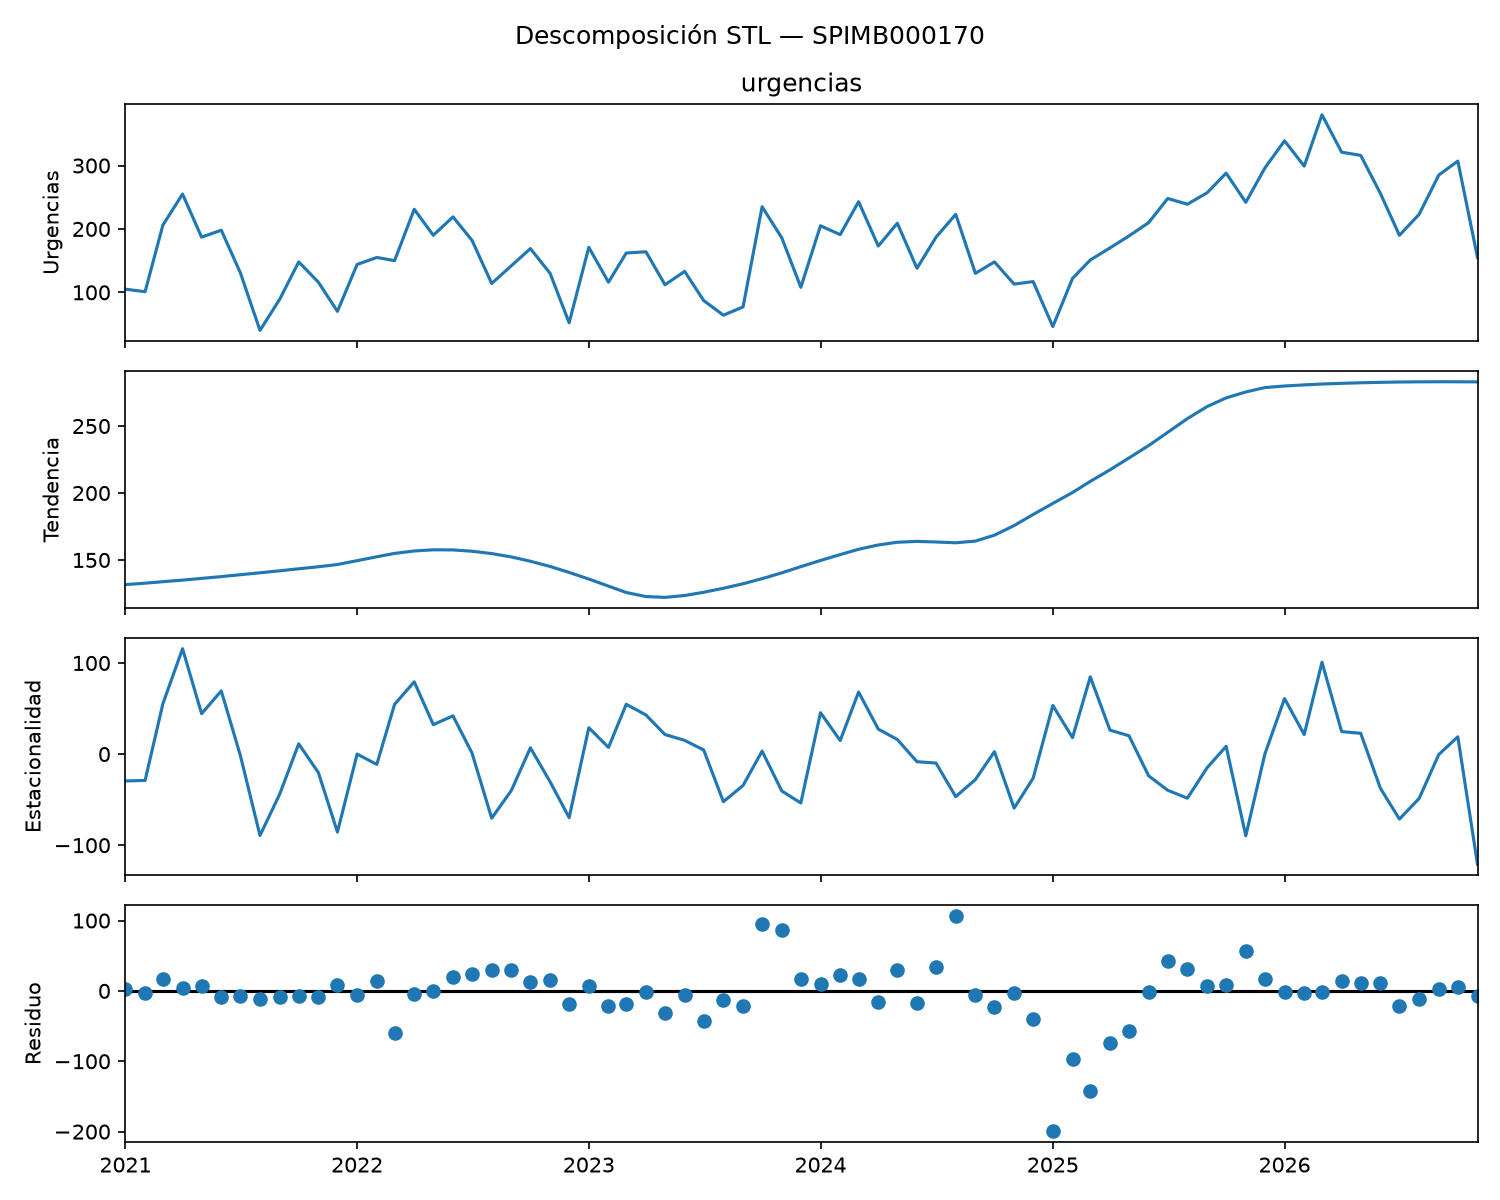 Descomposición STL — SPIMB000170
urgencias
Urgencias
300
200
100
Tendencia
250
200
150
Estacionalidad
100
0
−100
Residuo
100
0
−100
−200
2021 2022 2023 2024 2025 2026